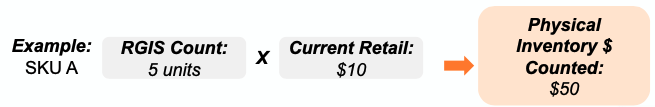 Example:
SKU A
RGIS Count:
5 units
x
Current Retail:
$10
Physical
Inventory $
Counted:
$50